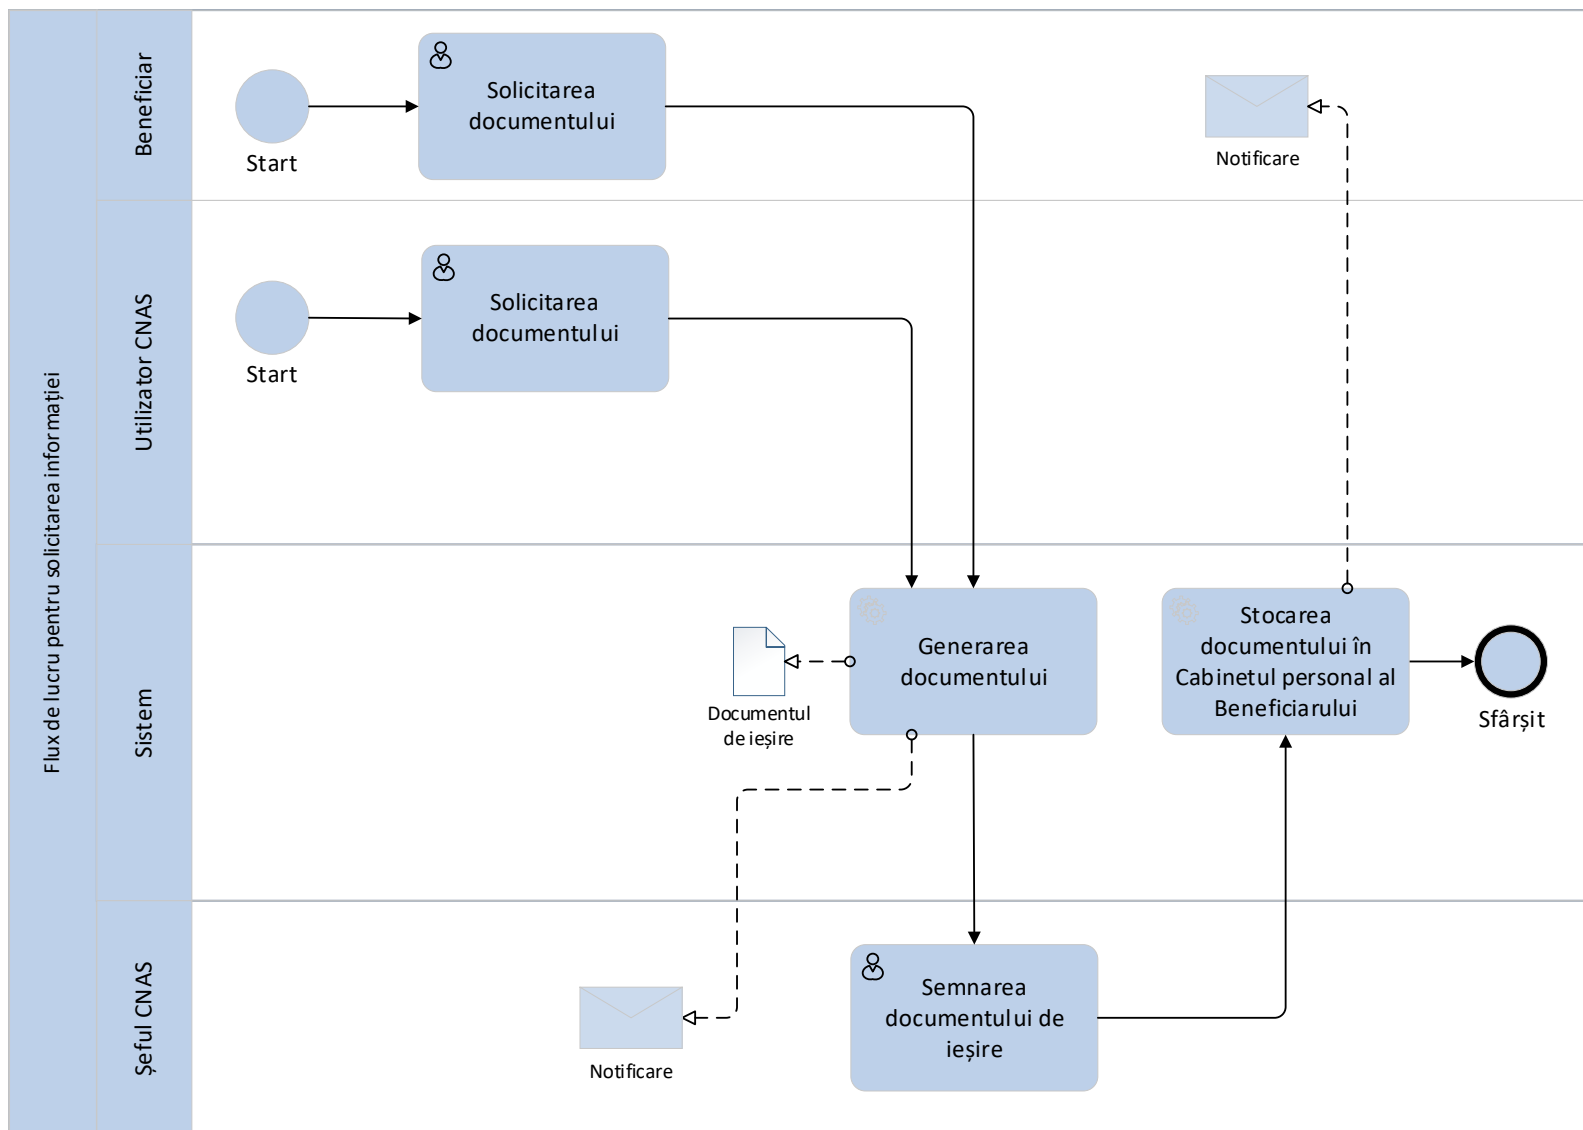 Flux de lucru pentru solicitarea informației
Beneficiar
Start
Solicitarea
documentului
Notificare
Utilizator CNAS
Start
Solicitarea
documentului
Sistem
Documentul
de ieșire
Generarea
documentului
Stocarea
documentului în
Cabinetul personal al
Beneficiarului
Sfârșit
Șeful CNAS
Notificare
Semnarea
documentului de
ieșire